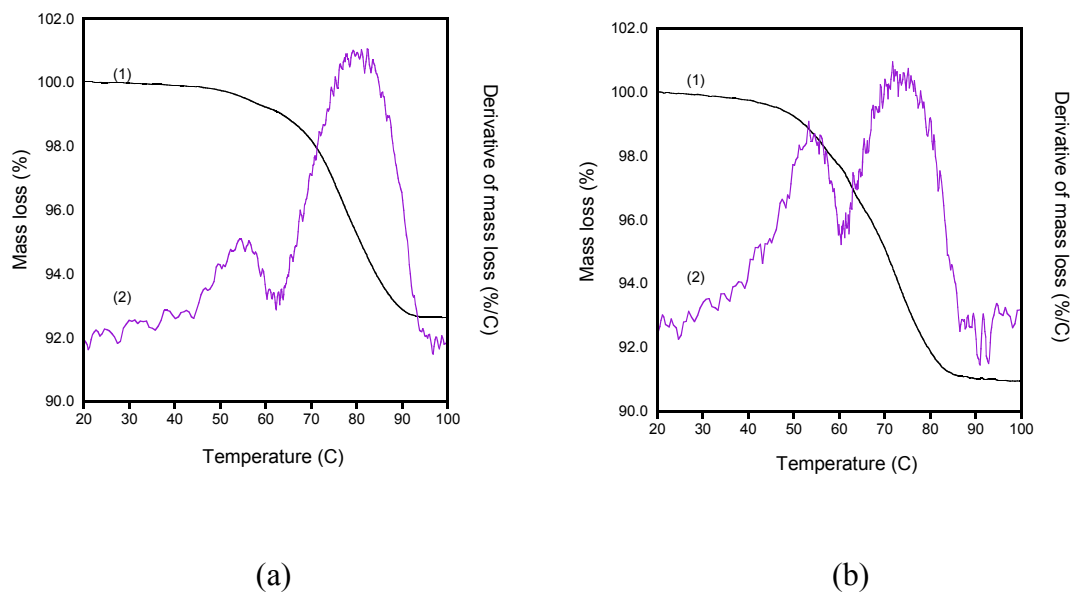 102.0
100.0
98.0
96.0
94.0
92.0
90.0
20 30 40 50 60 70 80 90 100
Temperature (C)
Mass loss (%)
Derivative of mass loss (%/C)
(1)
(2)
(a)
102.0
100.0
98.0
96.0
94.0
92.0
90.0
20 30 40 50 60 70 80 90 100
Temperature (C)
Mass loss (%)
Derivative of mass loss (%/C)
(1)
(2)
(b)